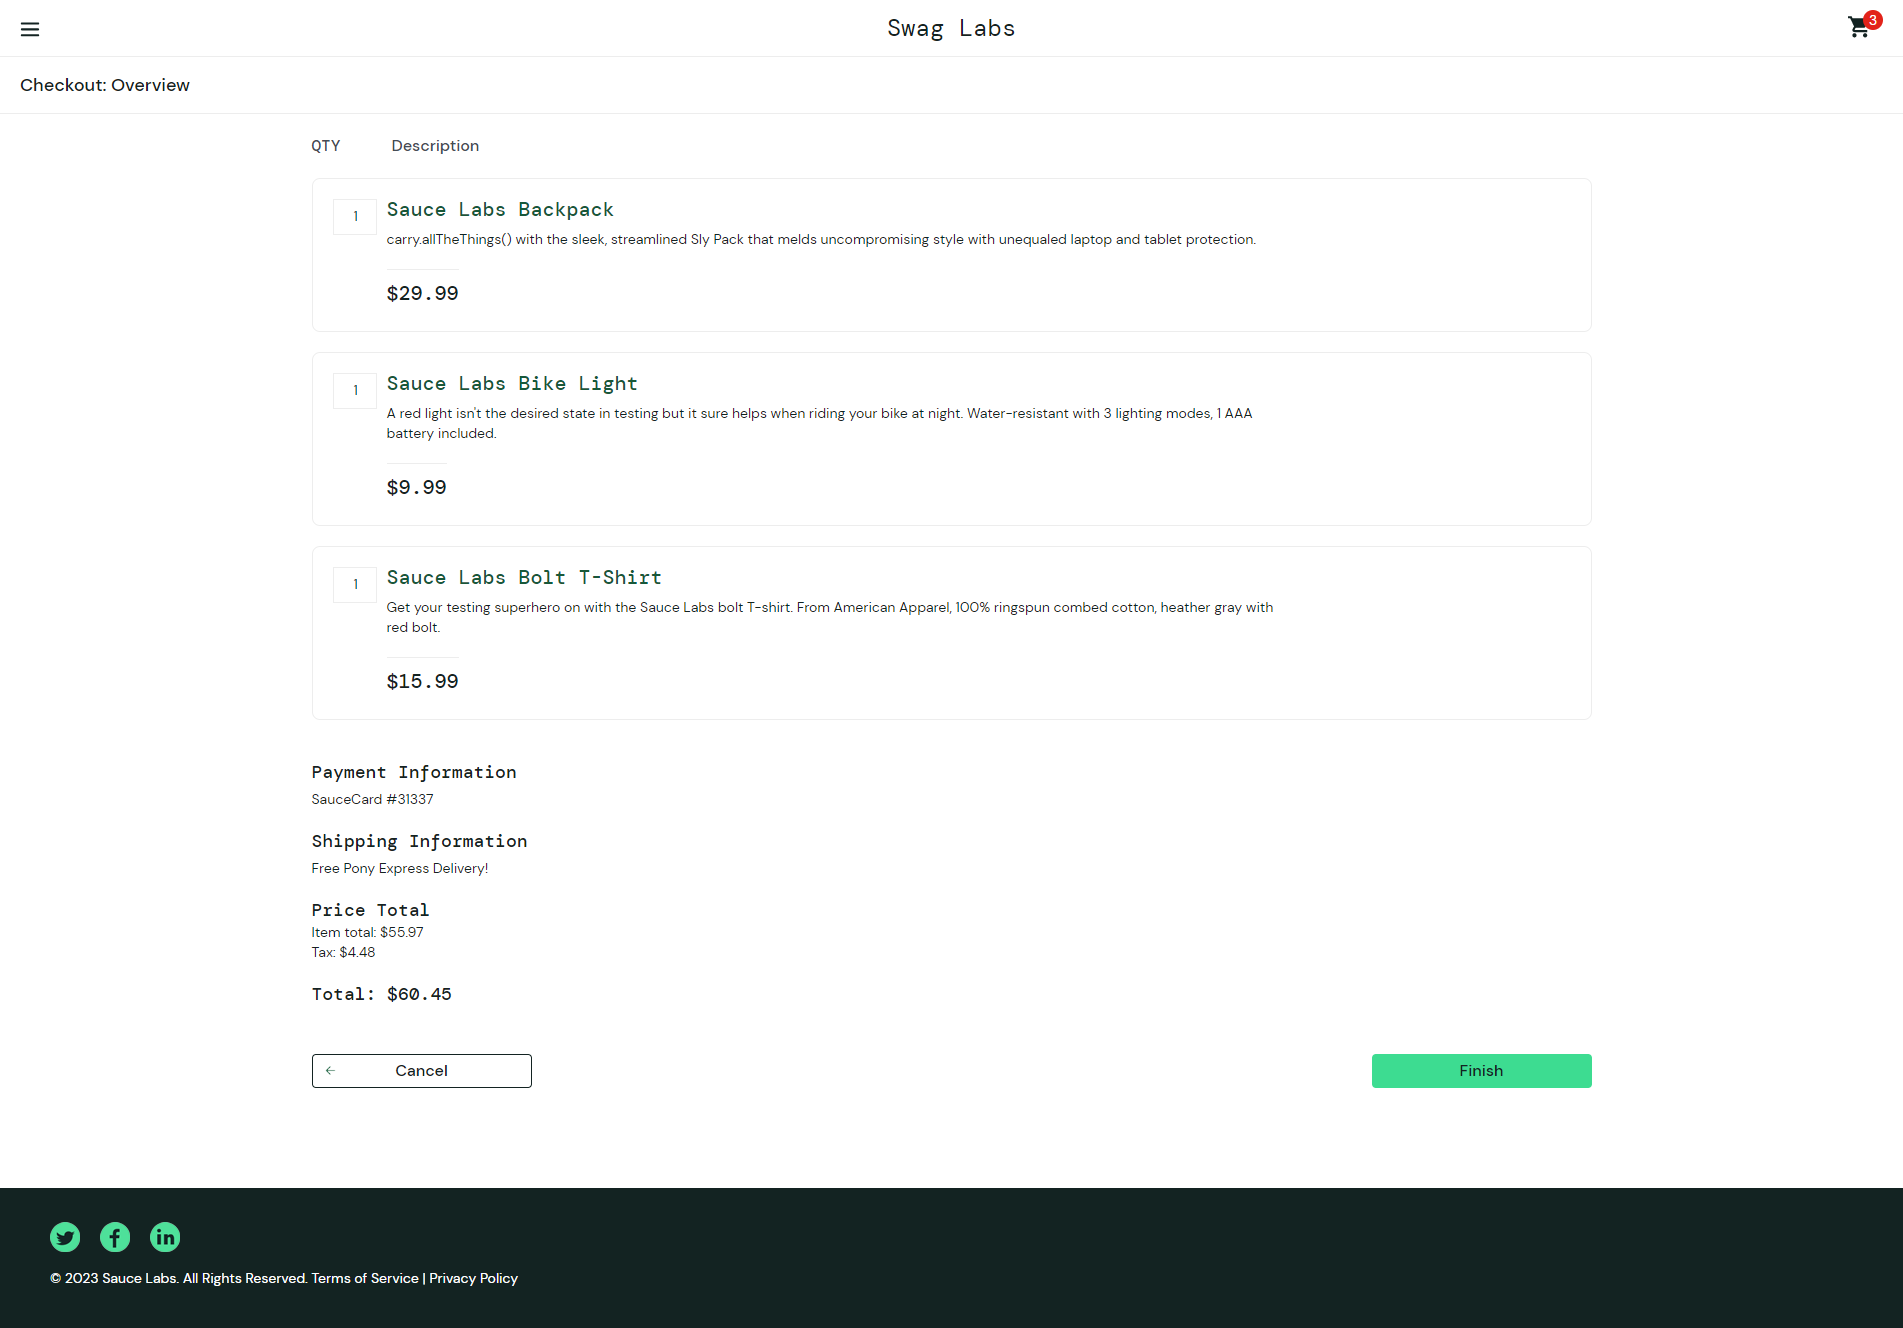 Swag Labs
3
Checkout: Overview
QTY Description
1
Sauce Labs Backpack
carry.allTheThings() with the sleek, streamlined Sly Pack that melds uncompromising style with unequaled laptop and tablet protection.
$29.99
1
Sauce Labs Bike Light
A red light isn't the desired state in testing but it sure helps when riding your bike at night. Water-resistant with 3 lighting modes, 1 AAA
battery included.
$9.99
1
Sauce Labs Bolt T-Shirt
Get your testing superhero on with the Sauce Labs bolt T-shirt. From American Apparel, 100% ringspun combed cotton, heather gray with
red bolt.
$15.99
Payment Information
SauceCard #31337
Shipping Information
Free Pony Express Delivery!
Price Total
Item total: $55.97
Tax: $4.48
Total: $60.45
Cancel
Finish
© 2023 Sauce Labs. All Rights Reserved. Terms of Service | Privacy Policy